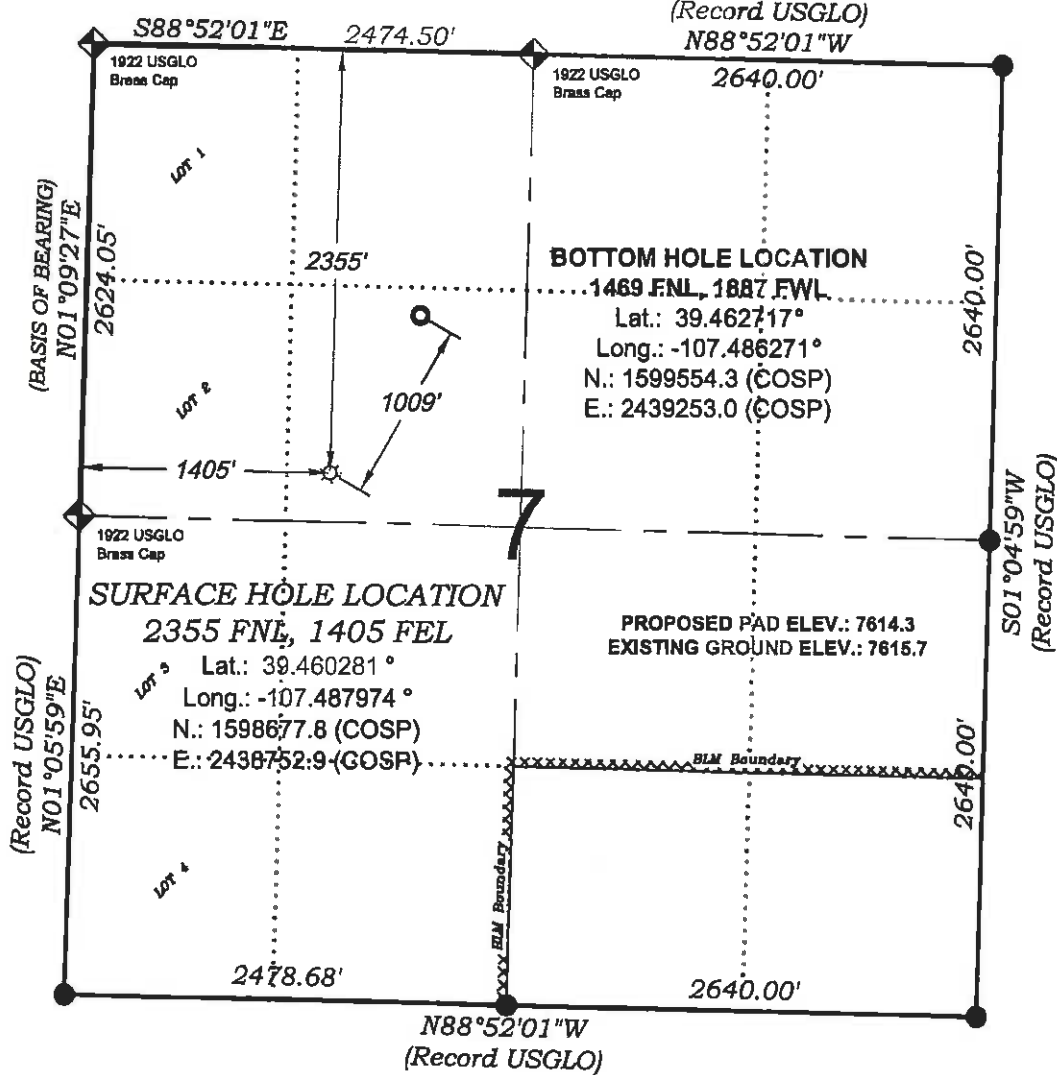 (Record USGLO)
S88°52'01"E
2474.50'
N88°52'01"W
2640.00'
1922 USGLO
Brass Cap
1922 USGLO
Brass Cap
LOT 1
(BASIS OF BEARING)
N01°09'27"E
2624.05'
2355'
BOTTOM HOLE LOCATION
1469 FNL, 1887 FWL
Lat.: 39.462717°
Long.: -107.486271°
N.: 1599554.3 (COSP)
E.: 2439253.0 (COSP)
2640.00'
LOT 2
1009'
1405'
7
1922 USGLO
Brass Cap
S01°04'59"W
(Record USGLO)
SURFACE HOLE LOCATION
2355 FNL, 1405 FEL
Lat.: 39.460281 °
Long.: -107.487974 °
N.: 1598677.8 (COSP)
E.: 2438752.9 (COSP)
PROPOSED PAD ELEV.: 7614.3
EXISTING GROUND ELEV.: 7615.7
LOT 3
(Record USGLO)
N01°05'59"E
2655.95'
BLM Boundary
2640.00'
BLM Boundary
LOT 4
2478.68'
2640.00'
N88°52'01"W
(Record USGLO)